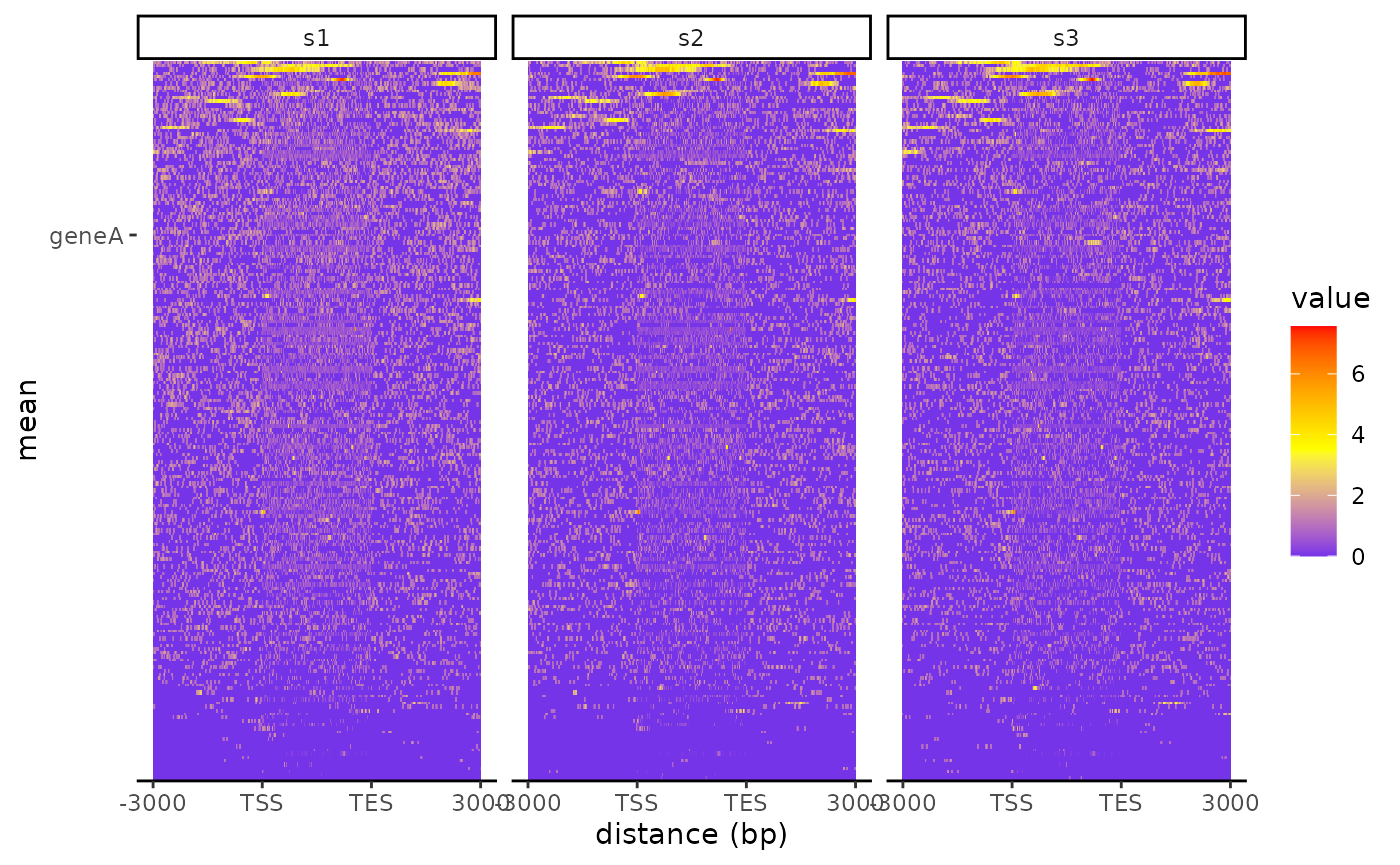 s1
s2
s3
geneA
mean
value
6
4
2
0
-3000 TSS TES 3000
-3000 TSS TES 3000
-3000 TSS TES 3000
distance (bp)